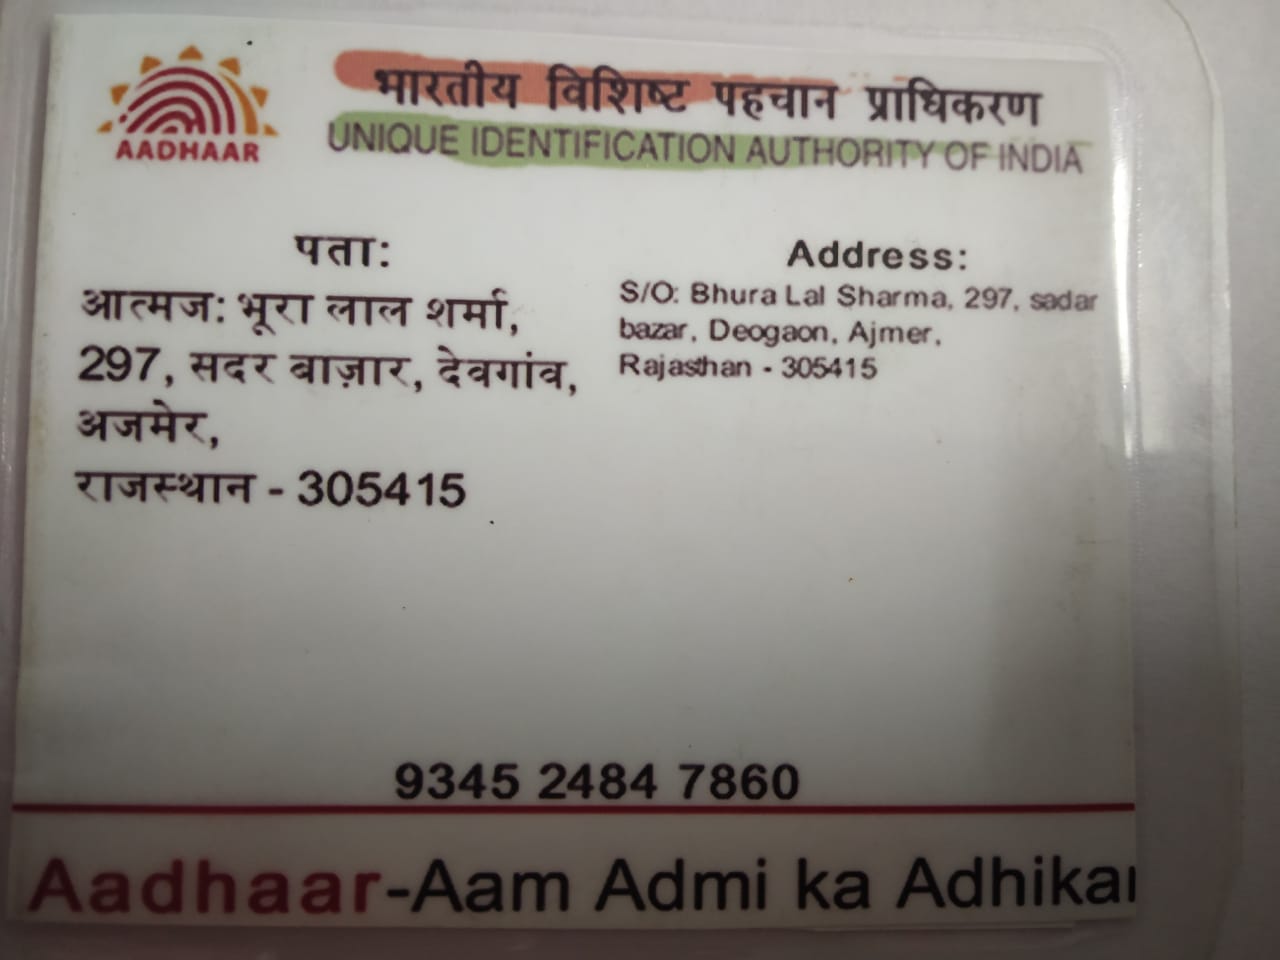 AADHAAR
भारतीय विशिष्ट पहचान प्राधिकरण
UNIQUE IDENTIFICATION AUTHORITY OF INDIA
पता:
आत्मज: भूरा लाल शर्मा,
297, सदर बाज़ार, देवगांव,
अजमेर,
राजस्थान - 305415
Address:
S/O: Bhura Lal Sharma, 297, sadar
bazar, Deogaon, Ajmer,
Rajasthan - 305415
9345 2484 7860
Aadhaar-Aam Admi ka Adhikar